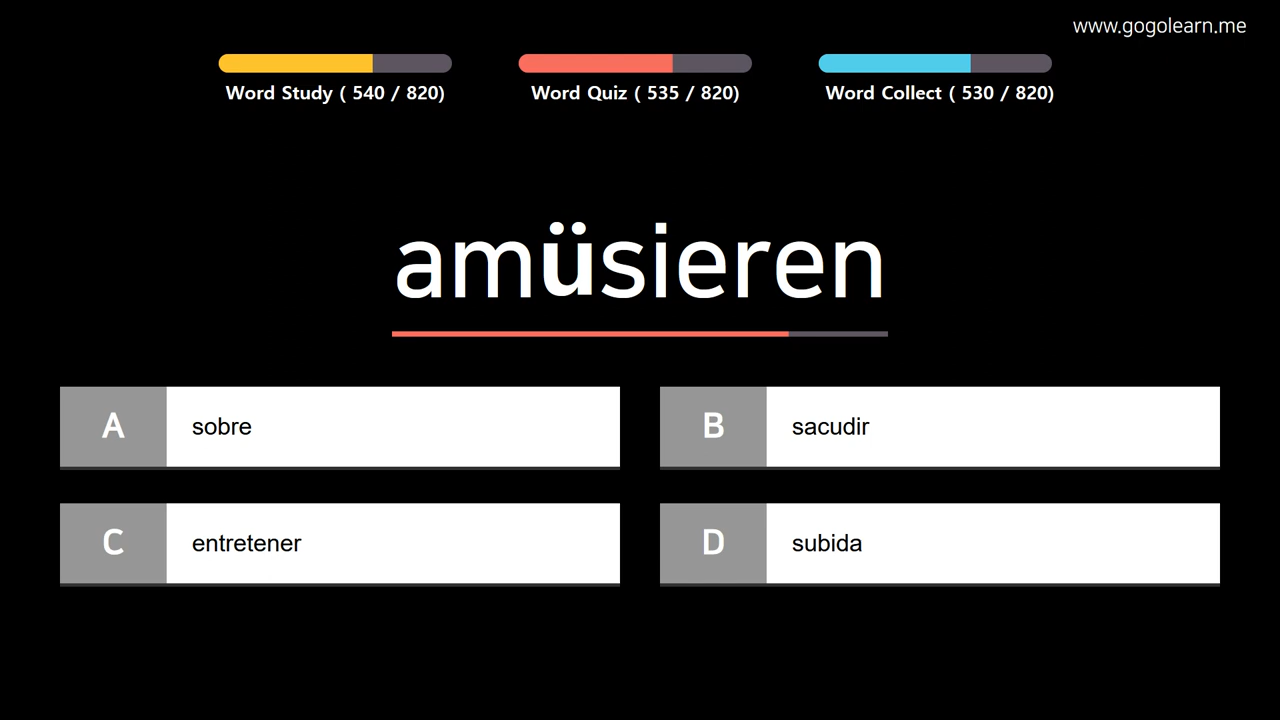 www.gogolearn.me
Word Study ( 540 / 820)
Word Quiz ( 535 / 820)
Word Collect ( 530 / 820)
amüsieren
A sobre
B sacudir
C entretener
D subida